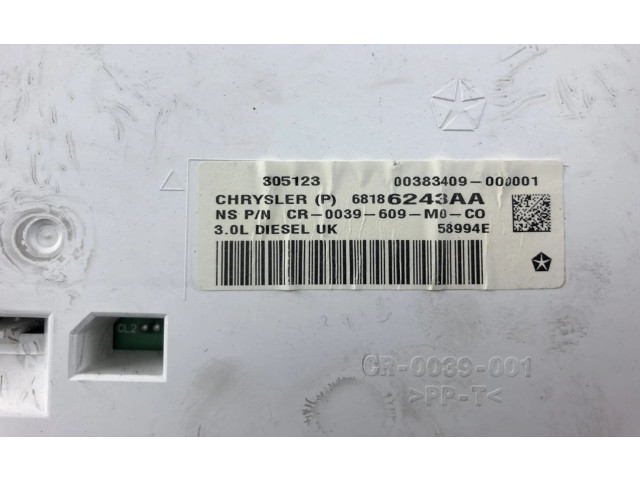 305123 00383409-000001
CHRYSLER (P) 68186243AA
NS P/N CR-0039-609-M0-CO
3.0L DIESEL UK 58994E
CL2
CR-0039-001
>PP-T<